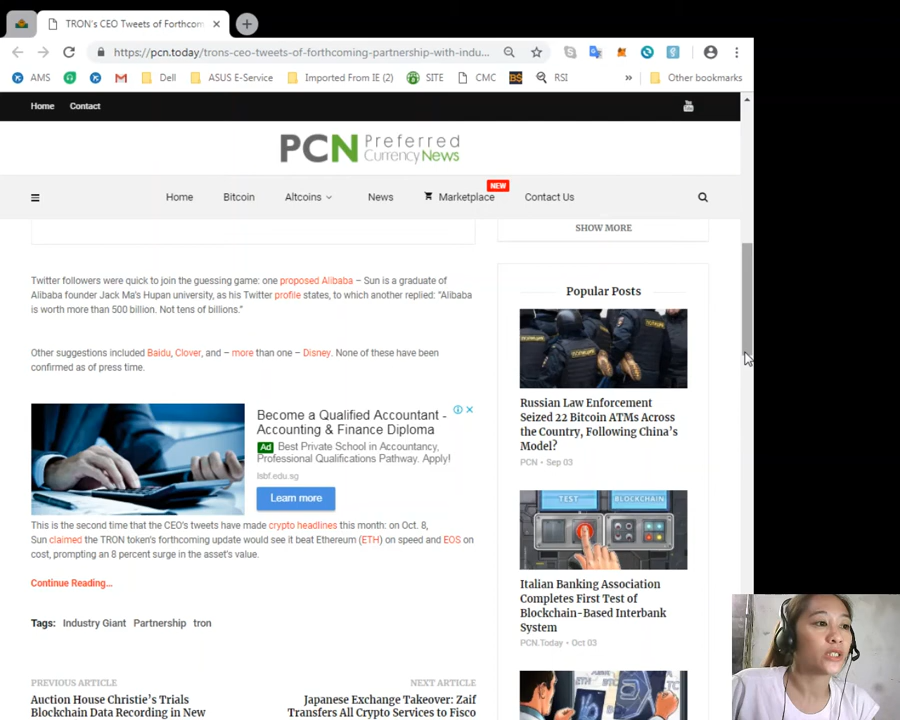 TRON's CEO Tweets of Forthcom
https://pcn.today/trons-ceo-tweets-of-forthcoming-partnership-with-indu...
AMS Dell ASUS E-Service Imported From IE (2) SITE CMC BS RSI » Other bookmarks
Home Contact You Tube
PCN Preferred
Currency News
Home Bitcoin Altcoins News Marketplace NEW Contact Us
SHOW MORE
Twitter followers were quick to join the guessing game: one proposed Alibaba – Sun is a graduate of
Alibaba founder Jack Ma's Hupan university, as his Twitter profile states, to which another replied: “Alibaba
is worth more than 500 billion. Not tens of billions.”
Other suggestions included Baidu, Clover, and – more than one – Disney. None of these have been
confirmed as of press time.
Become a Qualified Accountant -
Accounting & Finance Diploma
Ad Best Private School in Accountancy,
Professional Qualifications Pathway. Apply!
lsbf.edu.sg
Learn more
This is the second time that the CEO's tweets have made crypto headlines this month: on Oct. 8,
Sun claimed the TRON token's forthcoming update would see it beat Ethereum (ETH) on speed and EOS on
cost, prompting an 8 percent surge in the asset's value.
Continue Reading...
Tags: Industry Giant Partnership tron
PREVIOUS ARTICLE
Auction House Christie's Trials
Blockchain Data Recording in New
NEXT ARTICLE
Japanese Exchange Takeover: Zaif
Transfers All Crypto Services to Fisco
Popular Posts
Russian Law Enforcement
Seized 22 Bitcoin ATMs Across
the Country, Following China's
Model?
PCN • Sep 03
TEST BLOCKCHAIN
Italian Banking Association
Completes First Test of
Blockchain-Based Interbank
System
PCN.Today • Oct 03